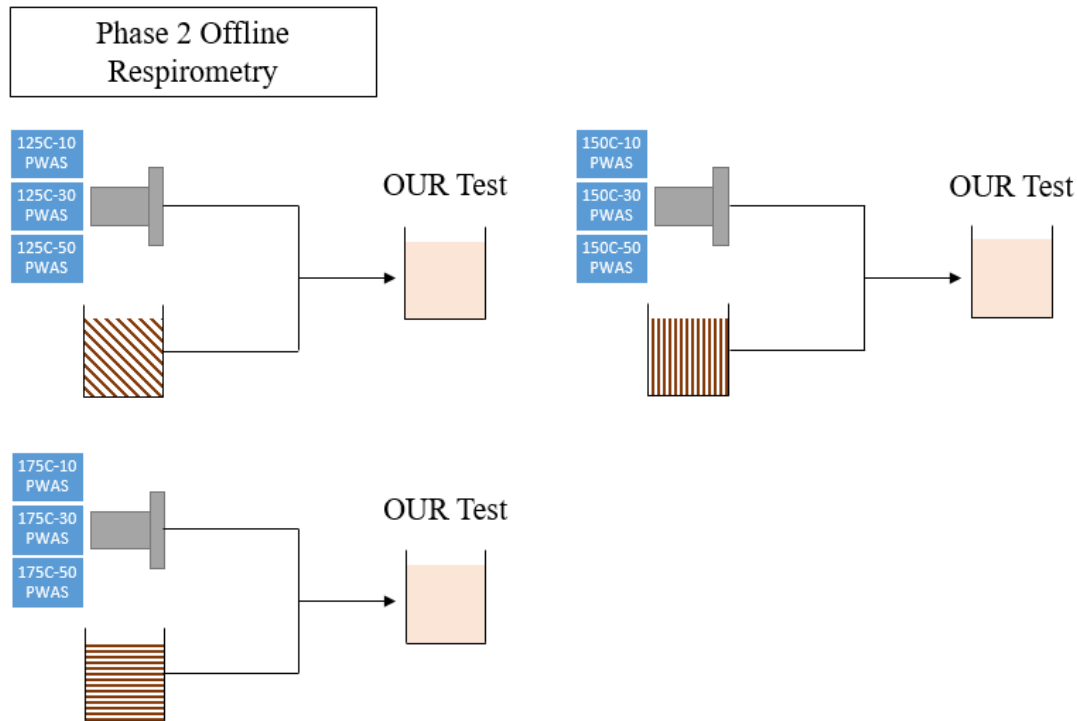 Phase 2 Offline
Respirometry
125C-10
PWAS
125C-30
PWAS
125C-50
PWAS
OUR Test
150C-10
PWAS
150C-30
PWAS
150C-50
PWAS
OUR Test
175C-10
PWAS
175C-30
PWAS
175C-50
PWAS
OUR Test